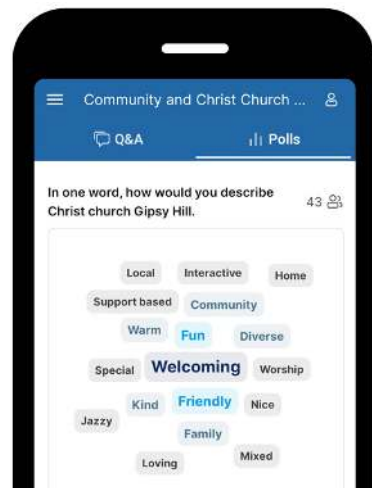 Community and Christ Church ...
Q&A Polls
In one word, how would you describe
Christ church Gipsy Hill.
43
Local Interactive Home
Support based Community
Warm Fun Diverse
Special Welcoming Worship
Kind Friendly Nice
Jazzy
Family
Loving Mixed